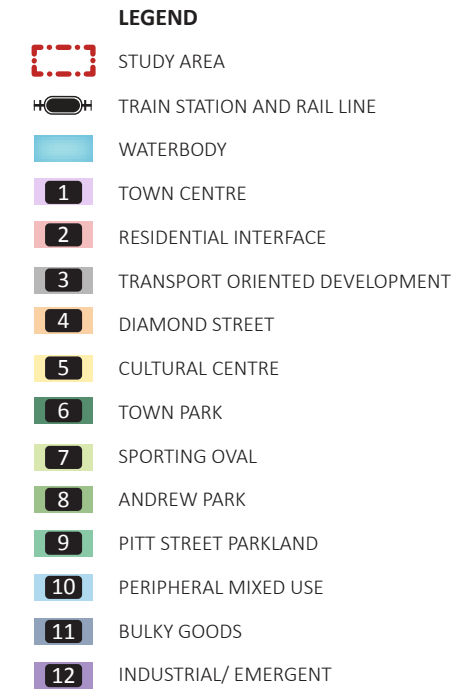 LEGEND
STUDY AREA
TRAIN STATION AND RAIL LINE
WATERBODY
1 TOWN CENTRE
2 RESIDENTIAL INTERFACE
3 TRANSPORT ORIENTED DEVELOPMENT
4 DIAMOND STREET
5 CULTURAL CENTRE
6 TOWN PARK
7 SPORTING OVAL
8 ANDREW PARK
9 PITT STREET PARKLAND
10 PERIPHERAL MIXED USE
11 BULKY GOODS
12 INDUSTRIAL/ EMERGENT